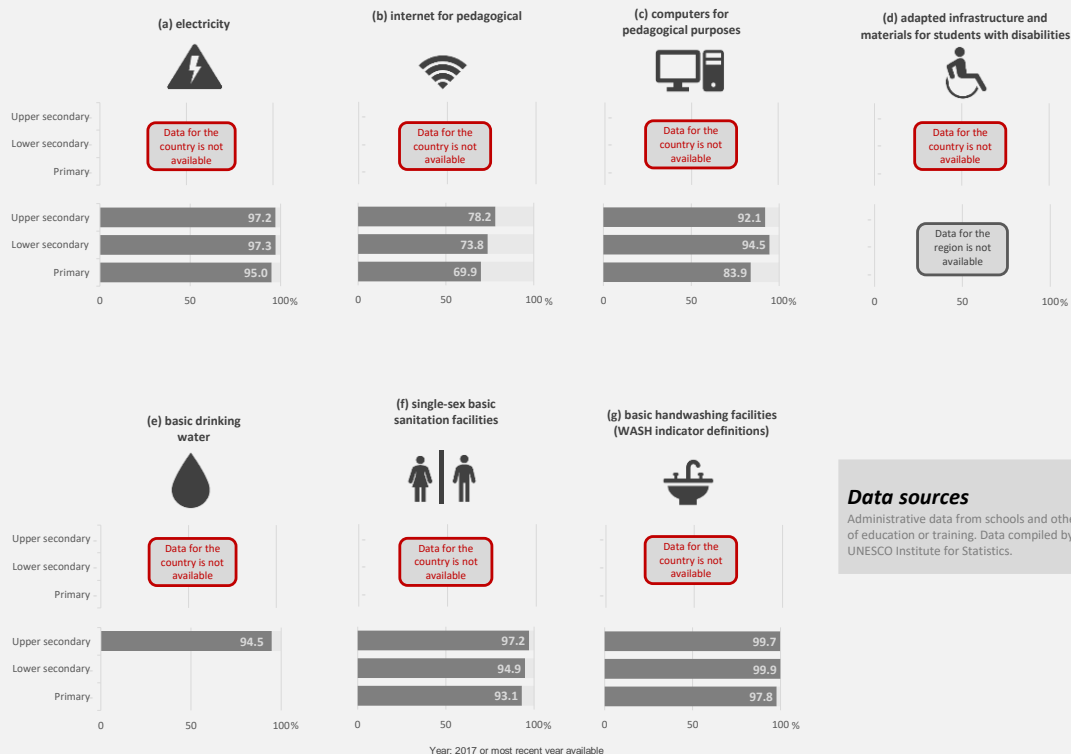 (a) electricity
(b) internet for pedagogical
(c) computers for
pedagogical purposes
(d) adapted infrastructure and
materials for students with disabilities
Upper secondary
Lower secondary
Primary
Data for the
country is not
available
Data for the
country is not
available
Data for the
country is not
available
Data for the
country is not
available
Upper secondary
Lower secondary
Primary
97.2
97.3
95.0
0 50 100%
78.2
73.8
69.9
0 50 100%
92.1
94.5
83.9
0 50 100%
Data for the
region is not
available
0 50 100%
(e) basic drinking
water
(f) single-sex basic
sanitation facilities
(g) basic handwashing facilities
(WASH indicator definitions)
Upper secondary
Lower secondary
Primary
Data for the
country is not
available
Data for the
country is not
available
Data for the
country is not
available
Data sources
Administrative data from schools and othe
of education or training. Data compiled by
UNESCO Institute for Statistics.
Upper secondary
Lower secondary
Primary
94.5
0 50 100%
97.2
94.9
93.1
0 50 100%
99.7
99.9
97.8
0 50 100%
Year: 2017 or most recent year available